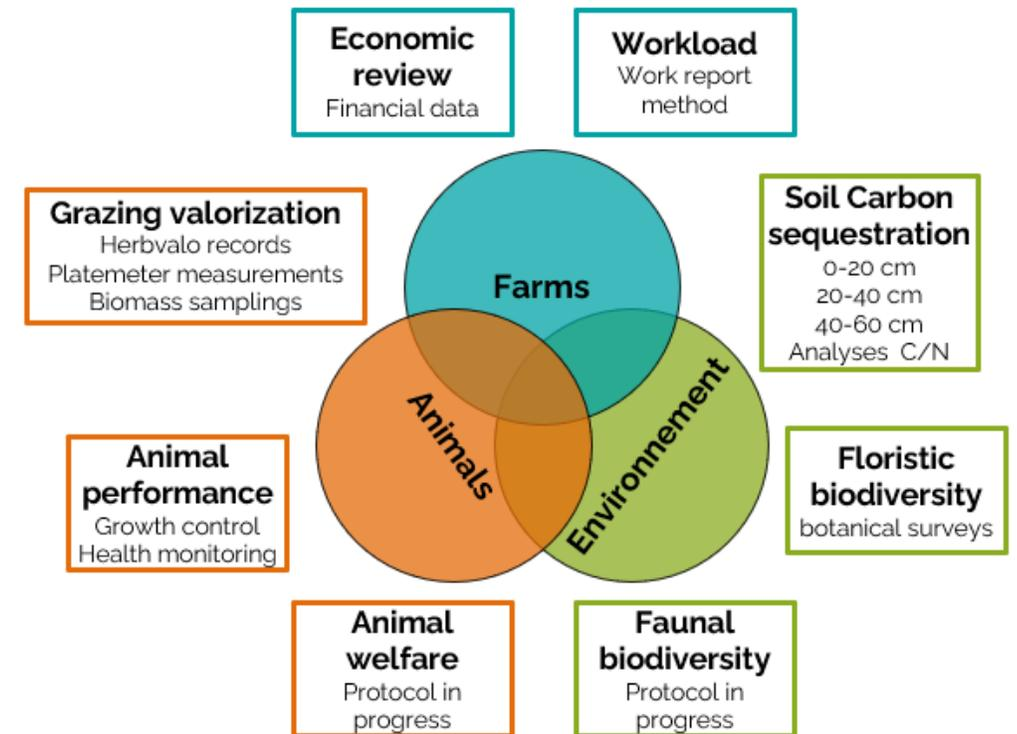 Economic
review
Financial data
Workload
Work report
method
Grazing valorization
Herbvalo records
Platemeter measurements
Biomass samplings
Soil Carbon
sequestration
0-20 cm
20-40 cm
40-60 cm
Analyses C/N
Farms
Animals
Environnement
Animal
performance
Growth control
Health monitoring
Floristic
biodiversity
botanical surveys
Animal
welfare
Protocol in
progress
Faunal
biodiversity
Protocol in
progress